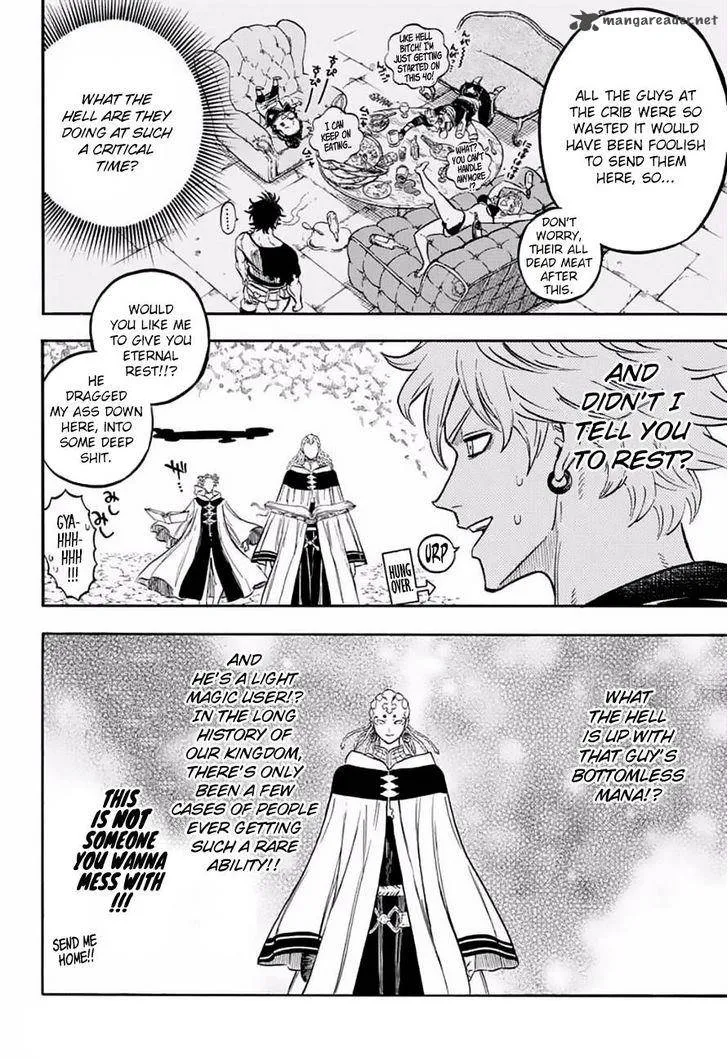 mangareader.net
ALL THE GUYS AT
THE CRIB WERE SO
WASTED IT WOULD
HAVE BEEN FOOLISH
TO SEND THEM
HERE, SO...
DON'T
WORRY,
THEIR ALL
DEAD MEAT
AFTER
THIS.
LIKE HELL
BITCH! I'M
JUST GETTING
STARTED ON
THIS 40!
I CAN
KEEP ON
EATING...
WHAT?
YOU CAN'T
HANDLE
ANYMORE
!?
WHAT THE
HELL ARE THEY
DOING AT SUCH
A CRITICAL
TIME?
AND
DIDN'T I
TELL YOU
TO REST?
URP
HUNG
OVER.
WOULD
YOU LIKE ME
TO GIVE YOU
ETERNAL
REST!!?
HE
DRAGGED
MY ASS DOWN
HERE, INTO
SOME DEEP
SHIT.
GYA-
HHH-
HHH
!!!
WHAT
THE HELL
IS UP WITH
THAT GUY'S
BOTTOMLESS
MANA!?
AND
HE'S A LIGHT
MAGIC USER!?
IN THE LONG
HISTORY OF
OUR KINGDOM,
THERE'S ONLY
BEEN A FEW
CASES OF PEOPLE
EVER GETTING
SUCH A RARE
ABILITY!!
THIS
IS NOT
SOMEONE
YOU WANNA
MESS WITH
!!!
SEND ME
HOME!!